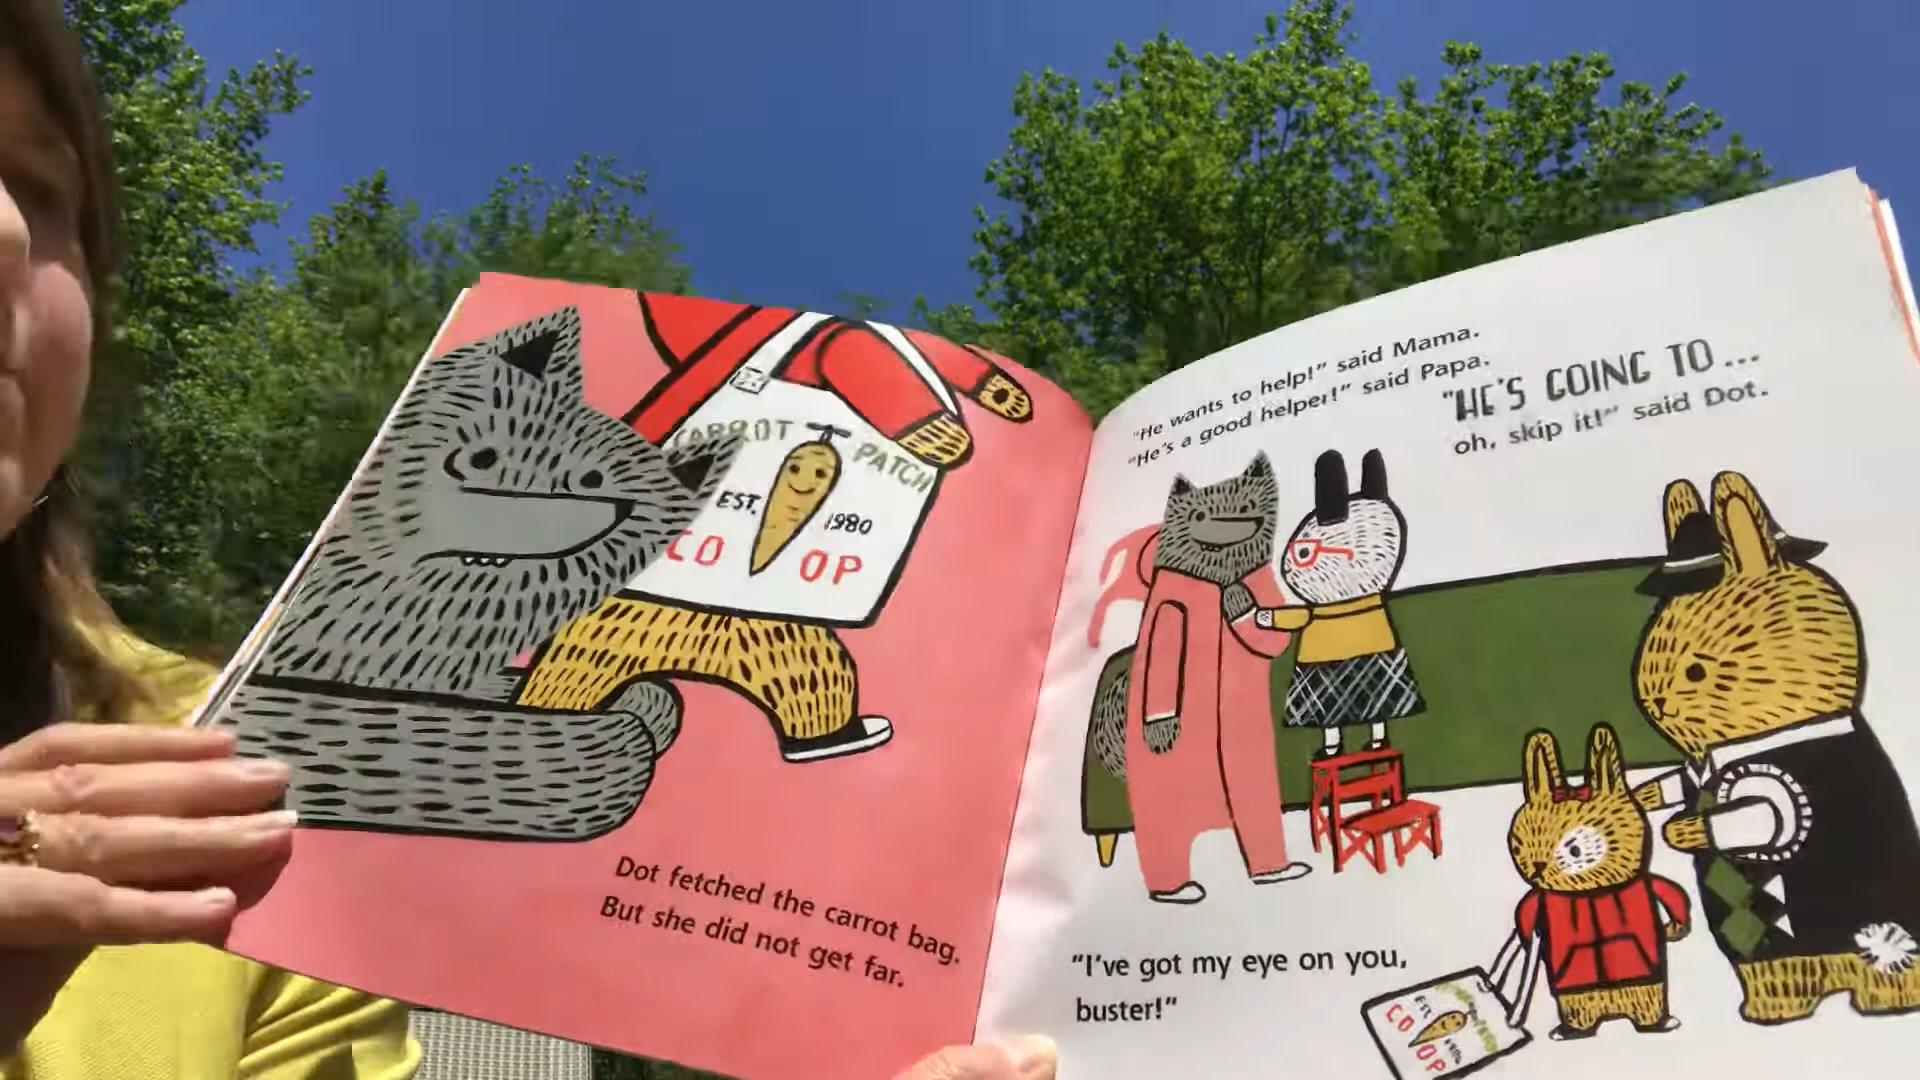 CARROT PATCH
EST. 1980
CO OP
Dot fetched the carrot bag.
But she did not get far.
"He wants to help!" said Mama.
"He's a good helper!" said Papa.
"HE'S GOING TO ...
oh, skip it!" said Dot.
"I've got my eye on you,
buster!"
EST.
1980
CO
OP